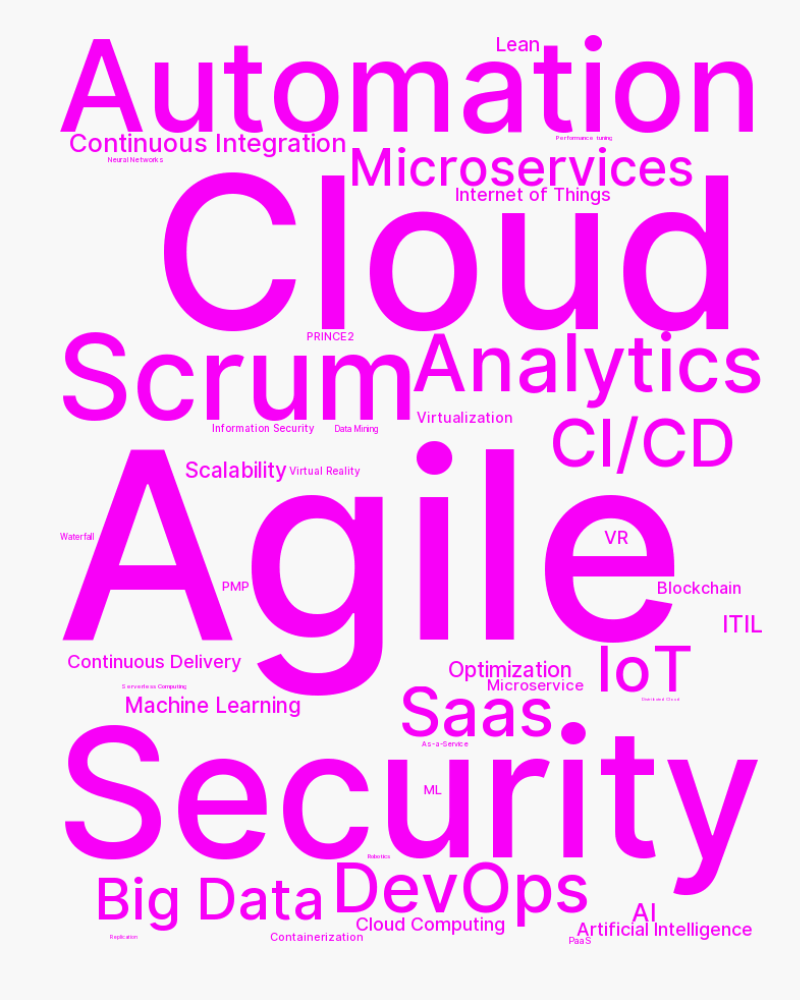 Lean
Automation
Performance tuning
Continuous Integration
Neural Networks
Microservices
Internet of Things
Cloud
PRINCE2
Scrum
Analytics
Virtualization
Information Security
Data Mining
CI/CD
Scalability
Virtual Reality
Agile
Waterfall
VR
PMP
Blockchain
ITIL
Continuous Delivery
Optimization
IoT
Serverless Computing
Microservice
Machine Learning
Saas
As-a-Service
Security
ML
Robotics
Big Data
DevOps
AI
Cloud Computing
Artificial Intelligence
Replication
Containerization
PaaS